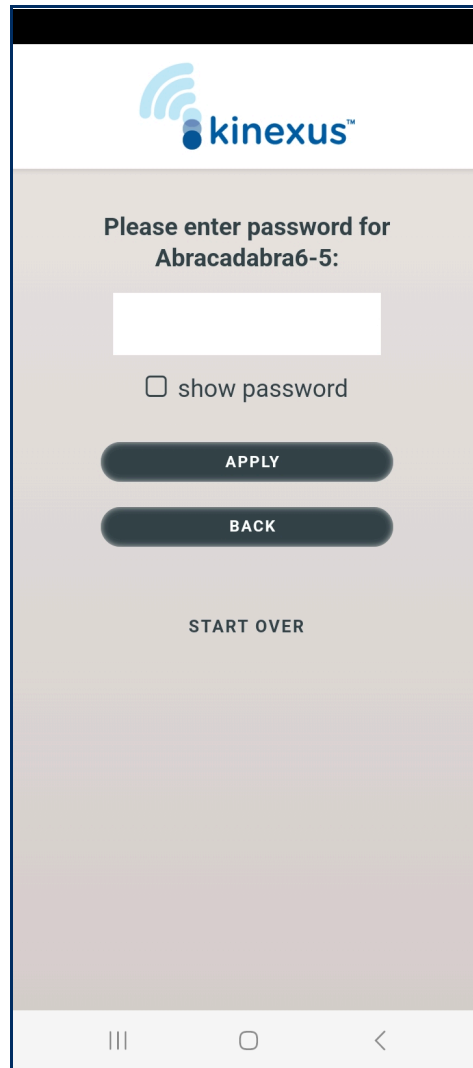 kinexus™
Please enter password for
Abracadabra6-5:
show password
APPLY
BACK
START OVER